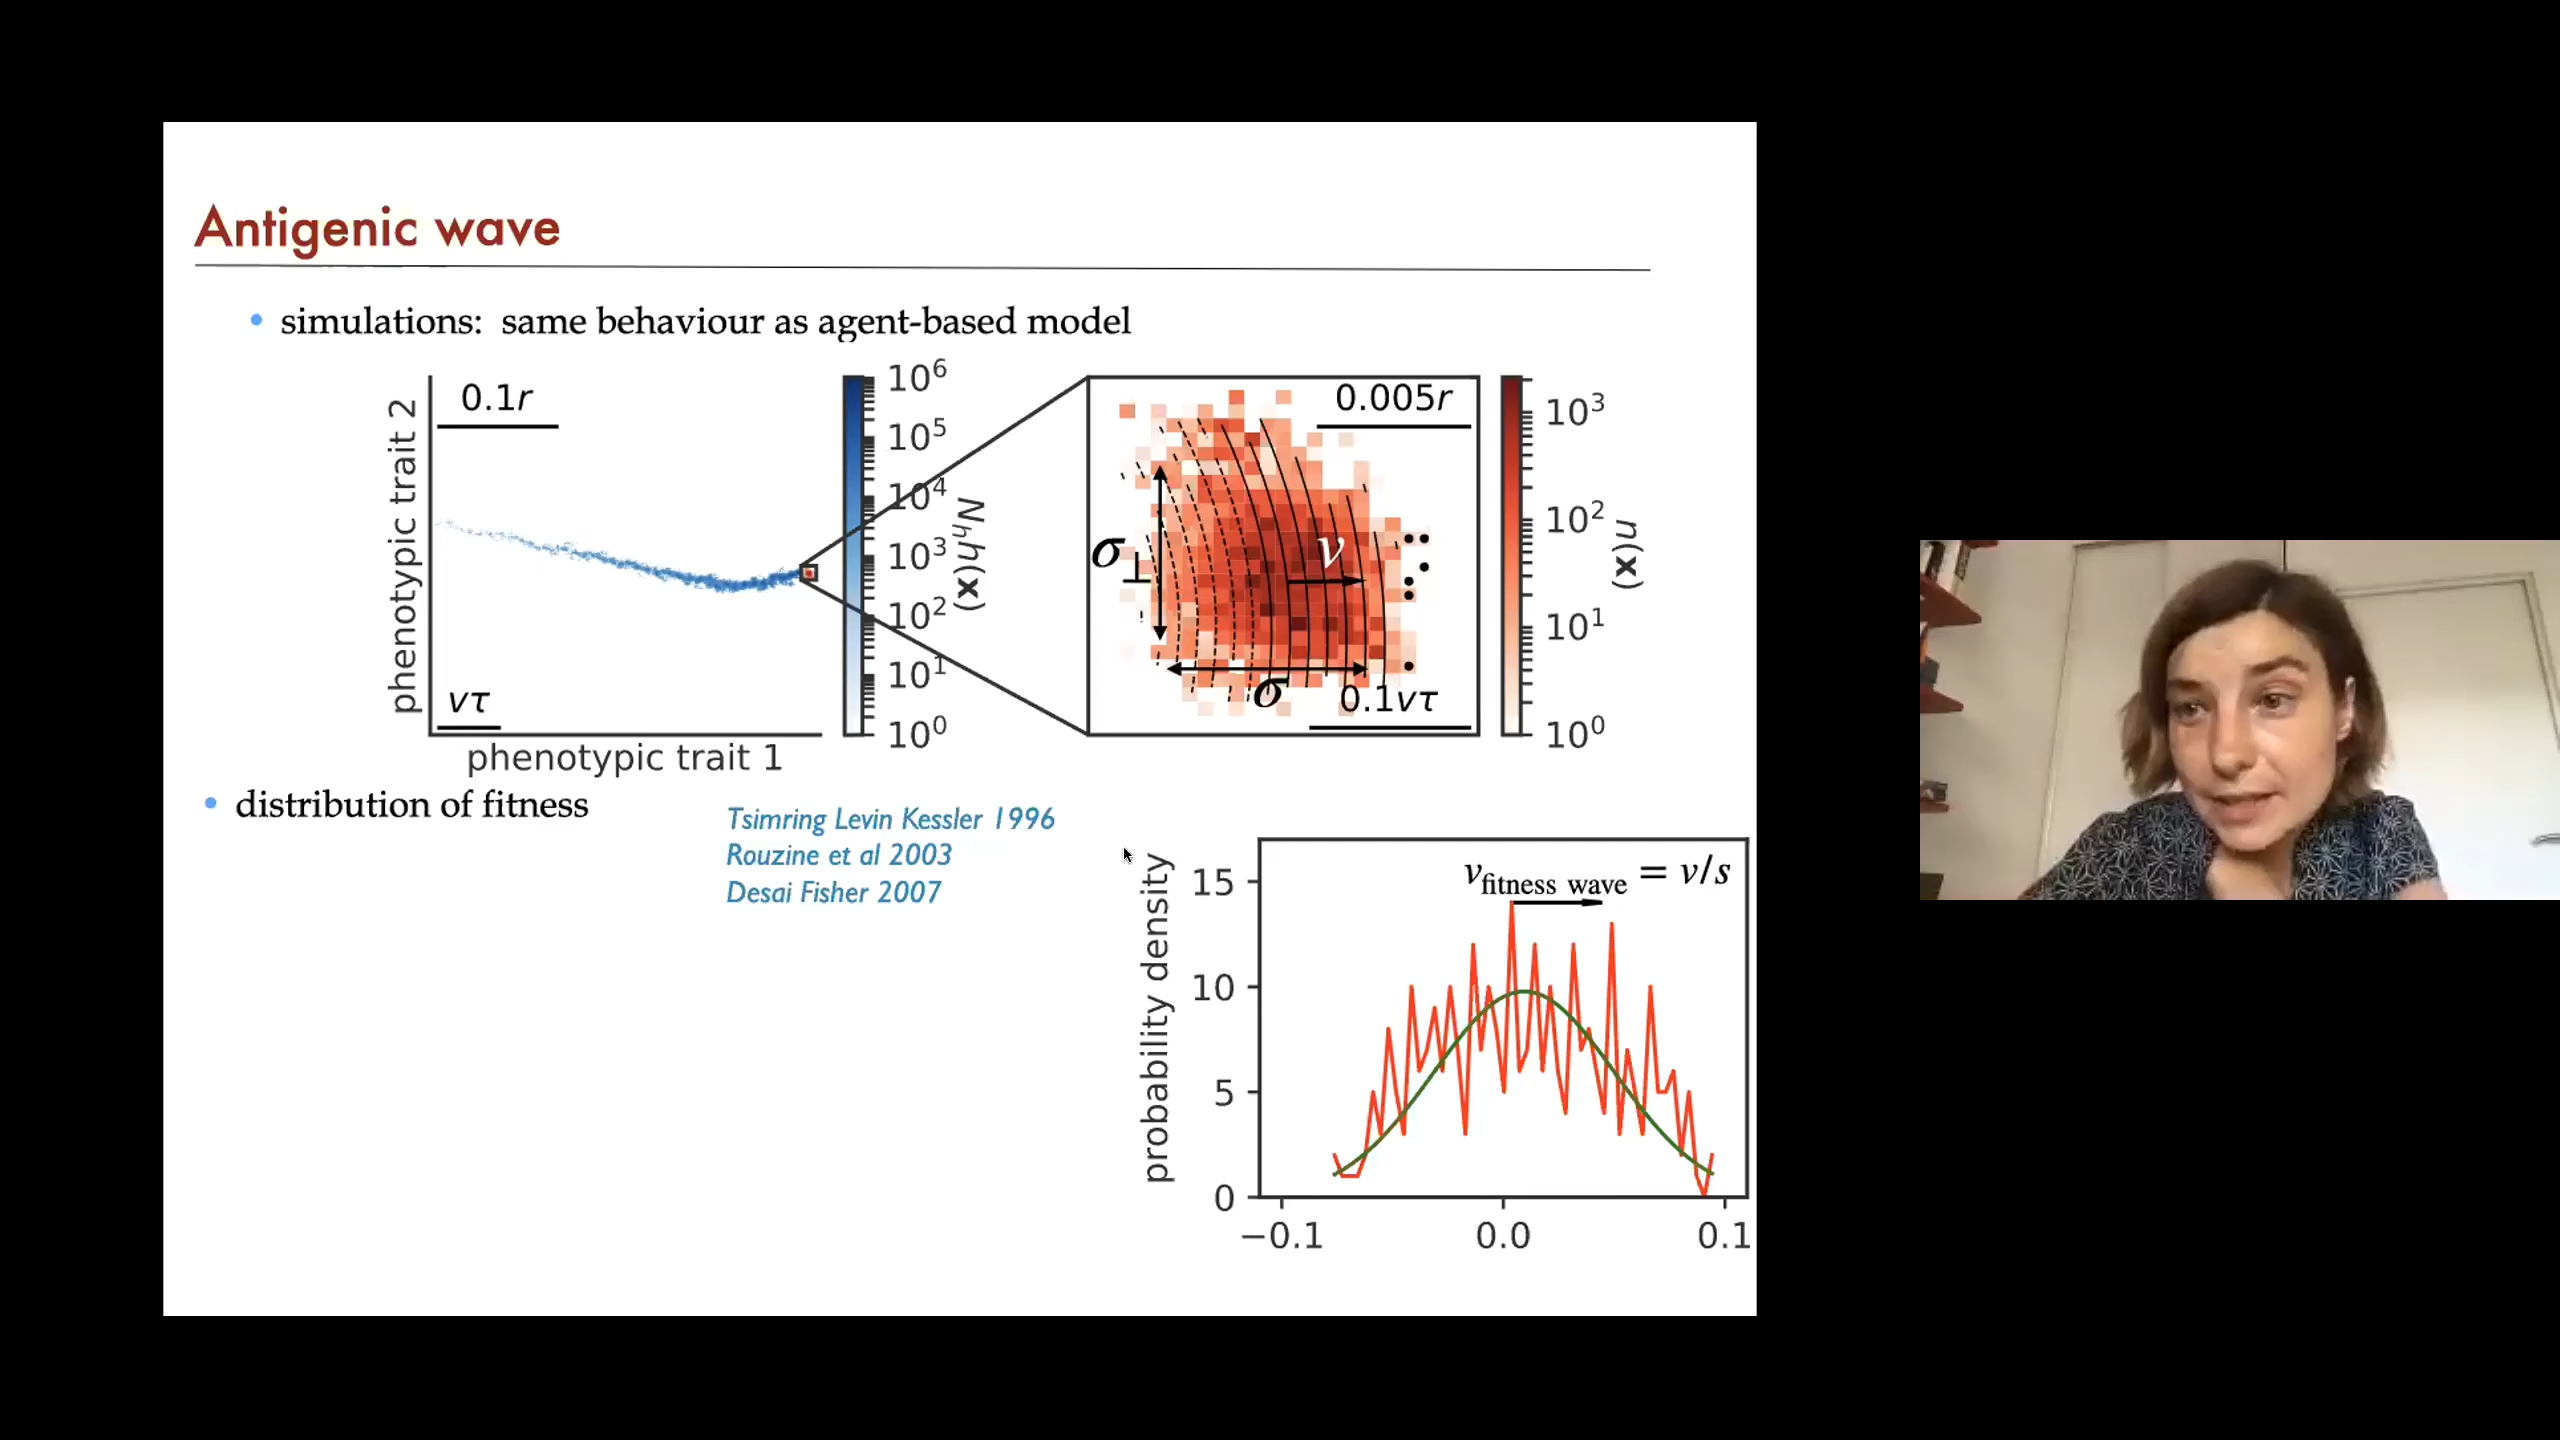 Antigenic wave
• simulations: same behaviour as agent-based model
phenotypic trait 2
0.1r
vτ
phenotypic trait 1
10⁶
10⁵
10⁴
10³
10²
10¹
10⁰
Nₕh(x)
0.005r
σ⊥
v
σ
0.1vτ
10³
10²
10¹
10⁰
n(x)
• distribution of fitness
Tsimring Levin Kessler 1996
Rouzine et al 2003
Desai Fisher 2007
probability density
15
10
5
0
v fitness wave = v/s
−0.1
0.0
0.1